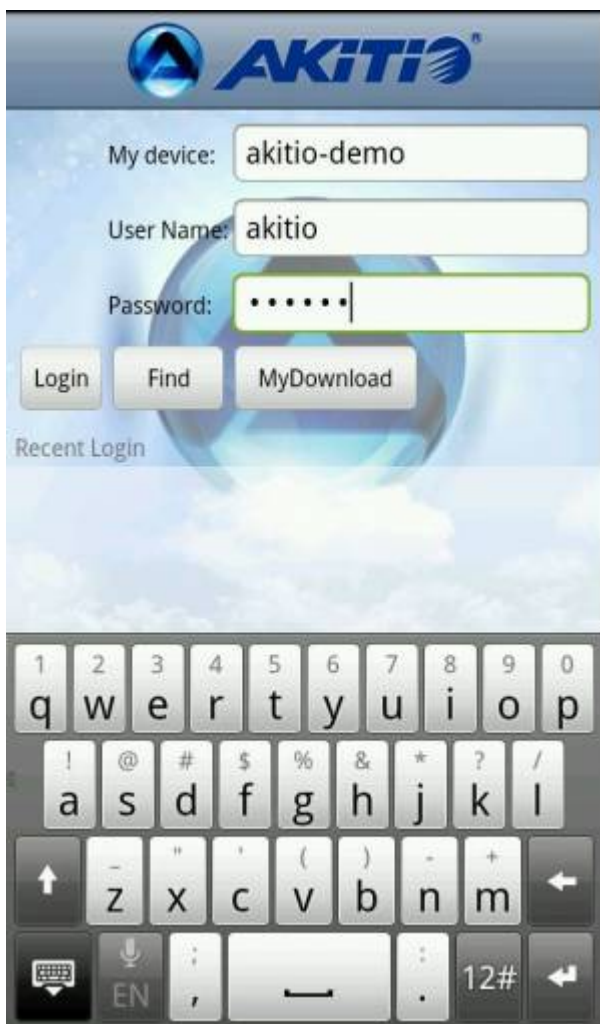 AKiTiO®
My device: akitio-demo
User Name: akitio
Password: ••••••
Login Find MyDownload
Recent Login
1 2 3 4 5 6 7 8 9 0
q w e r t y u i o p
! @ # $ % & * ? /
a s d f g h j k l
_ " ' ( ) - +
z x c v b n m
; :
EN , . 12#